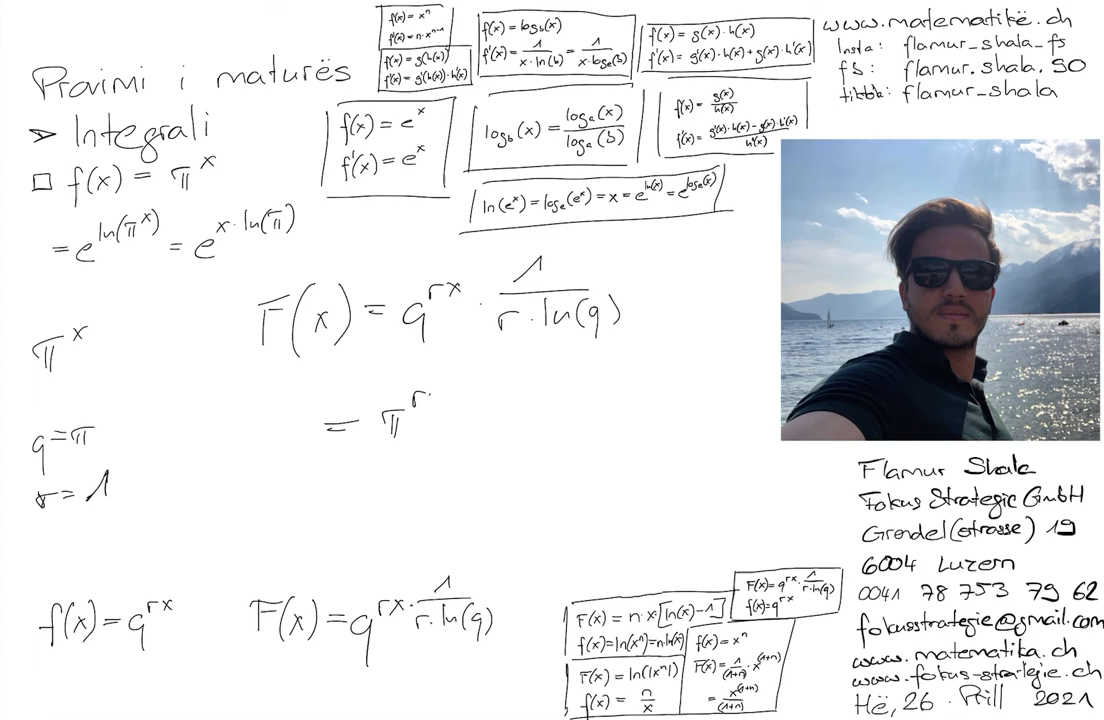 Provimi i maturës
➢ Integrali
□ f(x) = π^x
= e^ln(π^x) = e^x·ln(π)
π^x
q = π
r = 1
f(x) = q^rx
F(x) = q^rx · 1/(r·ln(q))
F(x) = q^rx · 1/(r·ln(q))
= π^r·
f(x) = x^n
f'(x) = n·x^n-1
f(x) = g(h(x))
f'(x) = g'(h(x))·h'(x)
f(x) = log_b(x)
f'(x) = 1/(x·ln(b)) = 1/(x·log_e(b))
f(x) = g(x)·h(x)
f'(x) = g'(x)·h(x) + g(x)·h'(x)
f(x) = e^x
f'(x) = e^x
log_b(x) = log_a(x)/log_a(b)
f(x) = g(x)/h(x)
f'(x) = (g'(x)·h(x) - g(x)·h'(x))/h²(x)
ln(e^x) = log_e(e^x) = x = e^ln(x) = e^log_e(x)
www.matematikë.ch
Insta: flamur_shala_fs
fb: flamur.shala.50
tiktok: flamur_shala
Flamur Shala
Fokus Strategie GmbH
Grendel(strasse) 19
6004 Luzern
0041 78 753 79 62
fokusstrategie@gmail.com
www.matematika.ch
www.fokus-strategie.ch
Hë, 26. Prill 2021
F(x) = q^rx · 1/(r·ln(q))
f(x) = q^rx
F(x) = n·x·[ln(x)-1]
f(x) = ln(x^n) = n·ln(x)
F(x) = ln(|x^n|)
f(x) = n/x
f(x) = x^n
F(x) = 1/(1+n) · x^(1+n)
= x^(1+n)/(1+n)